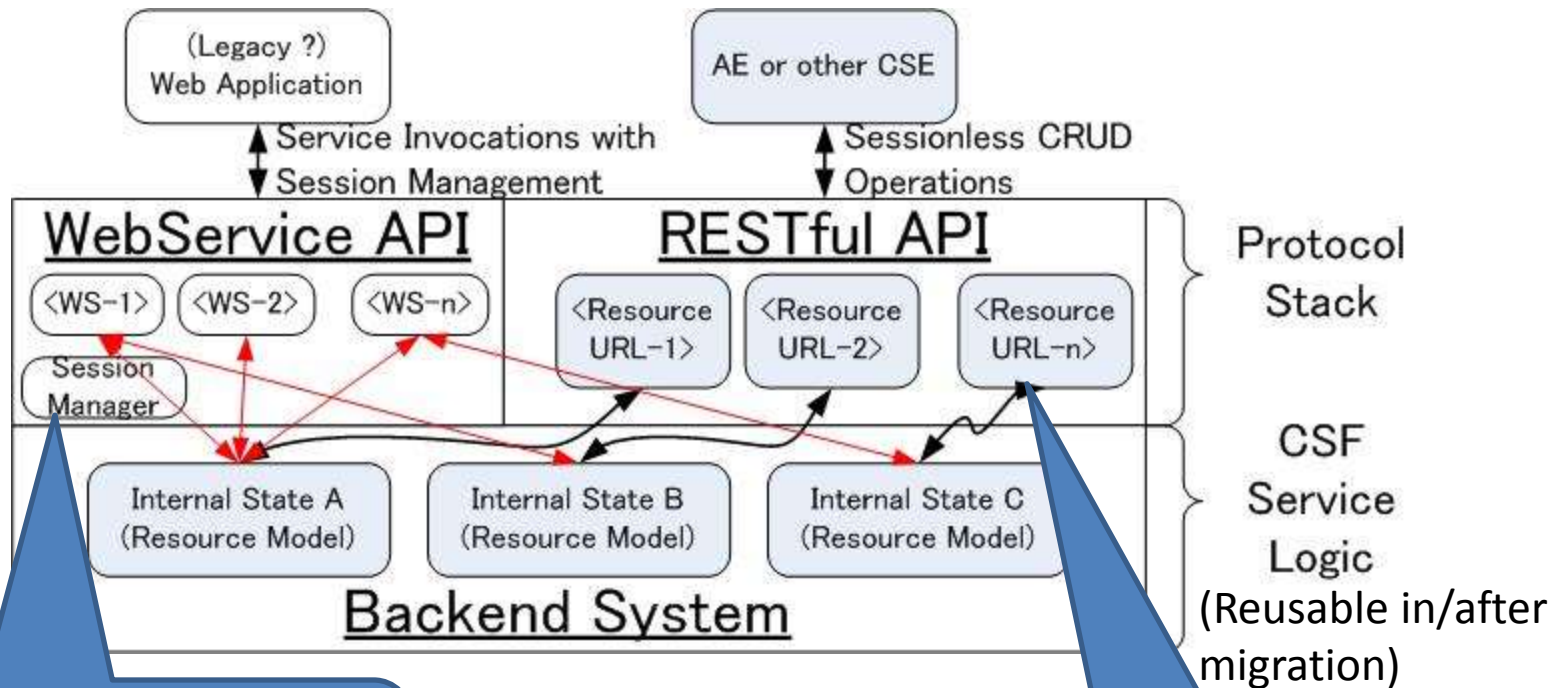 (Legacy ?)
Web Application
AE or other CSE
Service Invocations with
Session Management
Sessionless CRUD
Operations
WebService API
RESTful API
<WS-1>
<WS-2>
<WS-n>
<Resource
URL-1>
<Resource
URL-2>
<Resource
URL-n>
Session
Manager
Protocol
Stack
Internal State A
(Resource Model)
Internal State B
(Resource Model)
Internal State C
(Resource Model)
Backend System
CSF
Service
Logic
(Reusable in/after
migration)